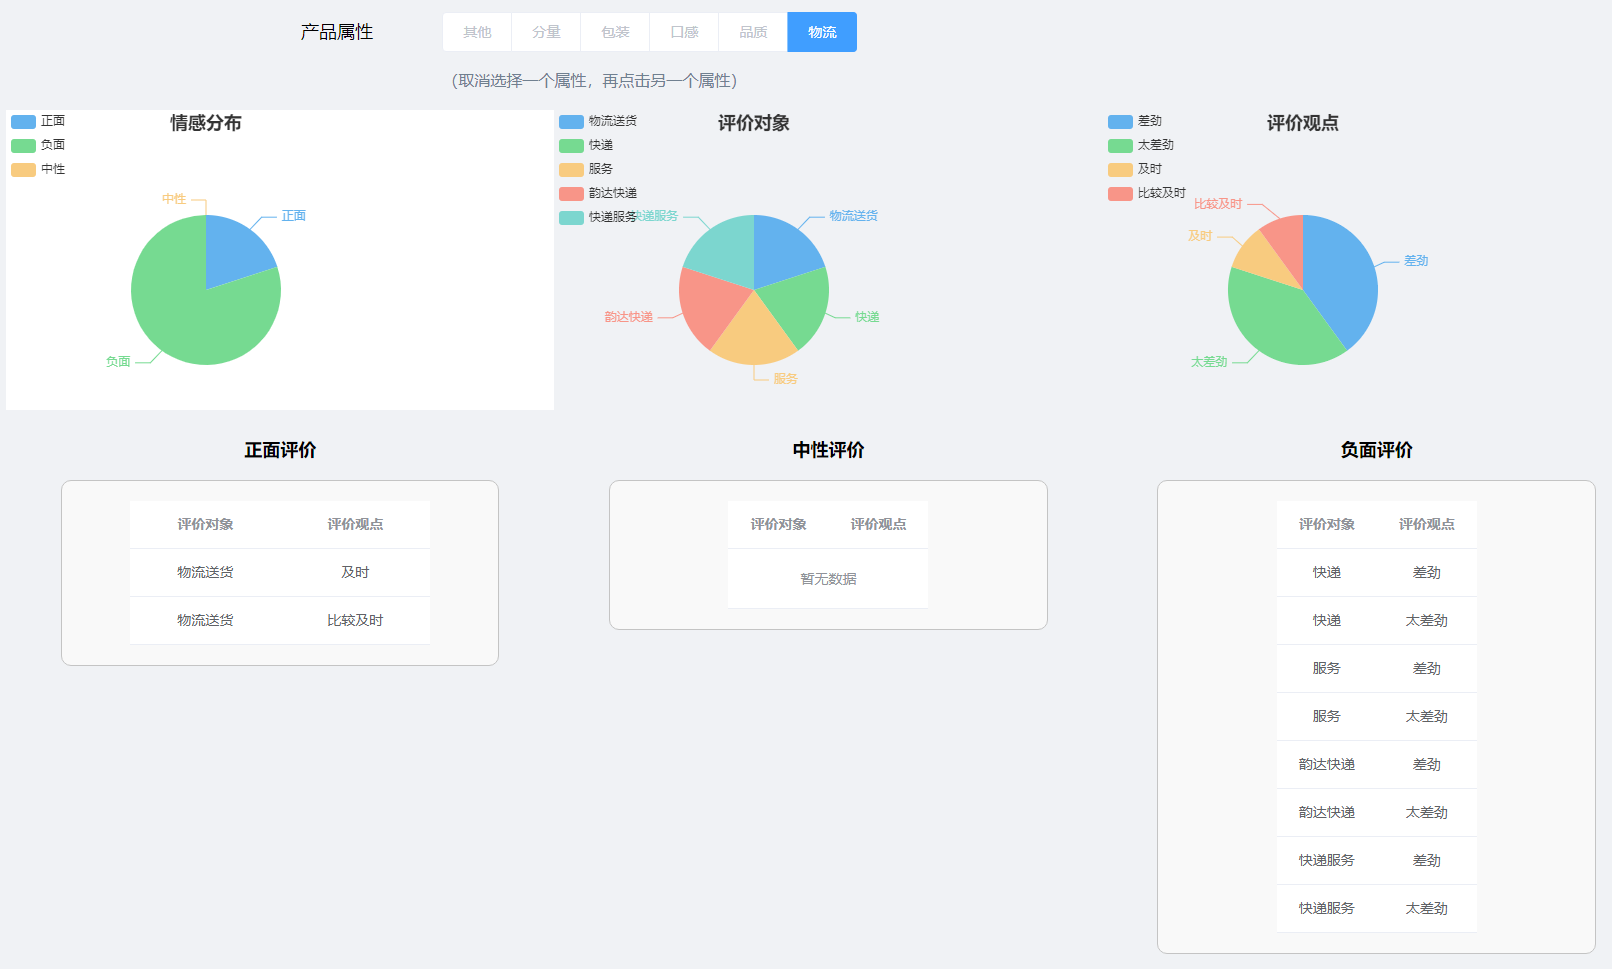 产品属性
其他 分量 包装 口感 品质 物流
（取消选择一个属性，再点击另一个属性）
情感分布
正面
负面
中性
中性
正面
负面
评价对象
物流送货
快递
服务
韵达快递
快递服务
快递服务
物流送货
韵达快递
快递
服务
评价观点
差劲
太差劲
及时
比较及时
比较及时
及时
差劲
太差劲
正面评价
评价对象 评价观点
物流送货 及时
物流送货 比较及时
中性评价
评价对象 评价观点
暂无数据
负面评价
评价对象 评价观点
快递 差劲
快递 太差劲
服务 差劲
服务 太差劲
韵达快递 差劲
韵达快递 太差劲
快递服务 差劲
快递服务 太差劲